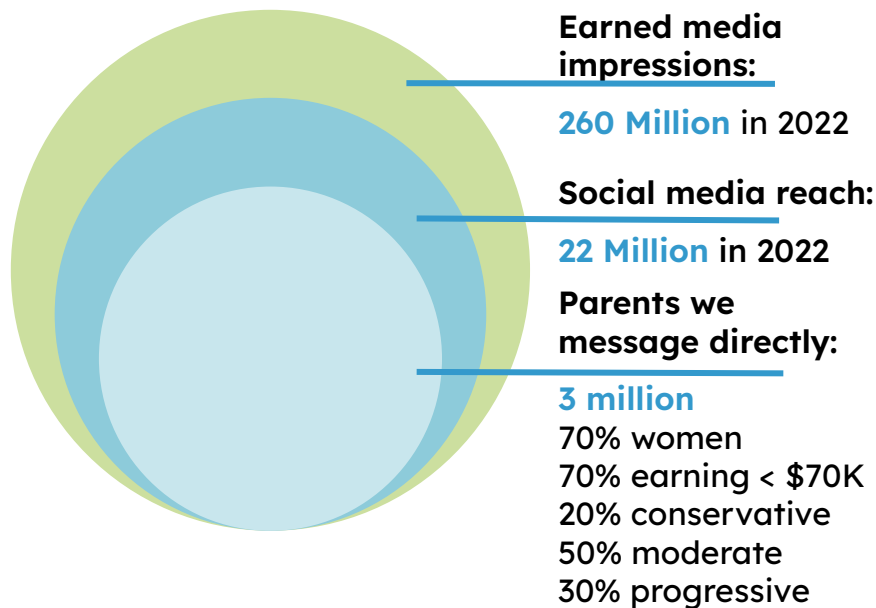 Earned media
impressions:
260 Million in 2022
Social media reach:
22 Million in 2022
Parents we
message directly:
3 million
70% women
70% earning < $70K
20% conservative
50% moderate
30% progressive